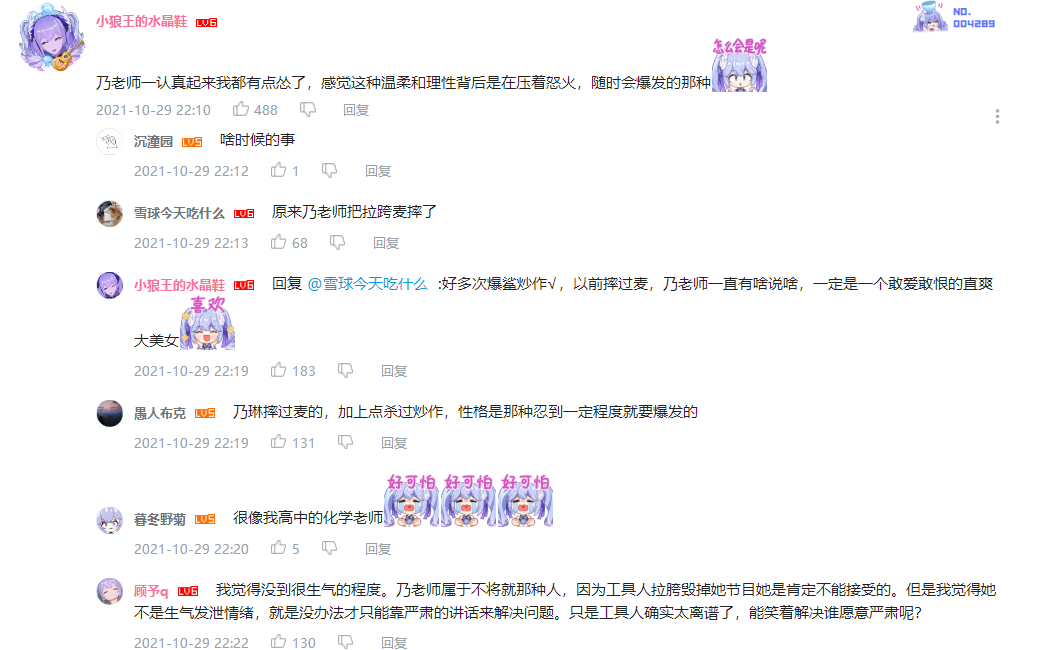 小狼王的水晶鞋 LV6
NO.
004289
怎么会是呢
乃老师一认真起来我都有点怂了，感觉这种温柔和理性背后是在压着怒火，随时会爆发的那种
2021-10-29 22:10 488 回复
沉潼园 LV5 啥时候的事
2021-10-29 22:12 1 回复
雪球今天吃什么 LV6 原来乃老师把拉跨麦摔了
2021-10-29 22:13 68 回复
小狼王的水晶鞋 LV6 回复 @雪球今天吃什么 :好多次爆鲨炒作√，以前摔过麦，乃老师一直有啥说啥，一定是一个敢爱敢恨的直爽
喜欢
大美女
2021-10-29 22:19 183 回复
愚人布克 LV5 乃琳摔过麦的，加上点杀过炒作，性格是那种忍到一定程度就要爆发的
2021-10-29 22:19 131 回复
好可怕 好可怕 好可怕
暮冬野菊 LV5 很像我高中的化学老师
2021-10-29 22:20 5 回复
顾予q LV6 我觉得没到很生气的程度。乃老师属于不将就那种人，因为工具人拉胯毁掉她节目她是肯定不能接受的。但是我觉得她
不是生气发泄情绪，就是没办法才只能靠严肃的讲话来解决问题。只是工具人确实太离谱了，能笑着解决谁愿意严肃呢？
2021-10-29 22:22 130 回复